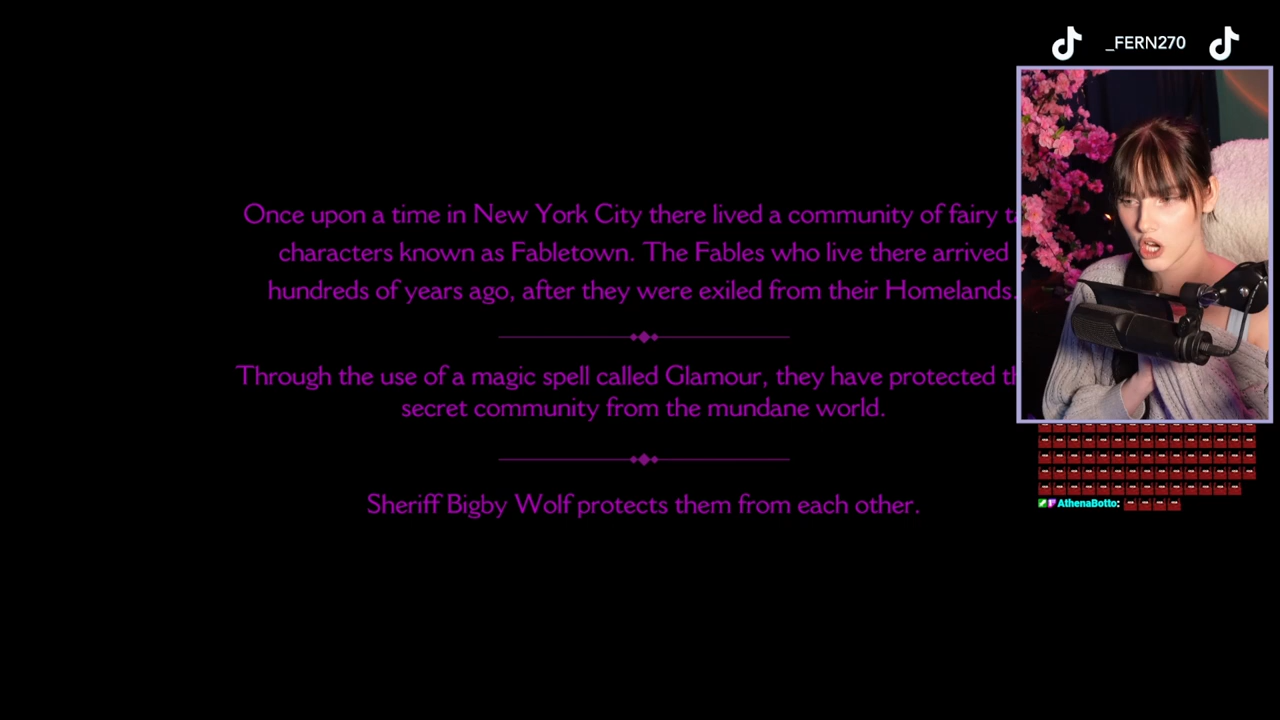 _FERN270
Once upon a time in New York City there lived a community of fairy
characters known as Fabletown. The Fables who live there arrived
hundreds of years ago, after they were exiled from their Homelands.
Through the use of a magic spell called Glamour, they have protected
secret community from the mundane world.
Sheriff Bigby Wolf protects them from each other.
AthenaBotto: